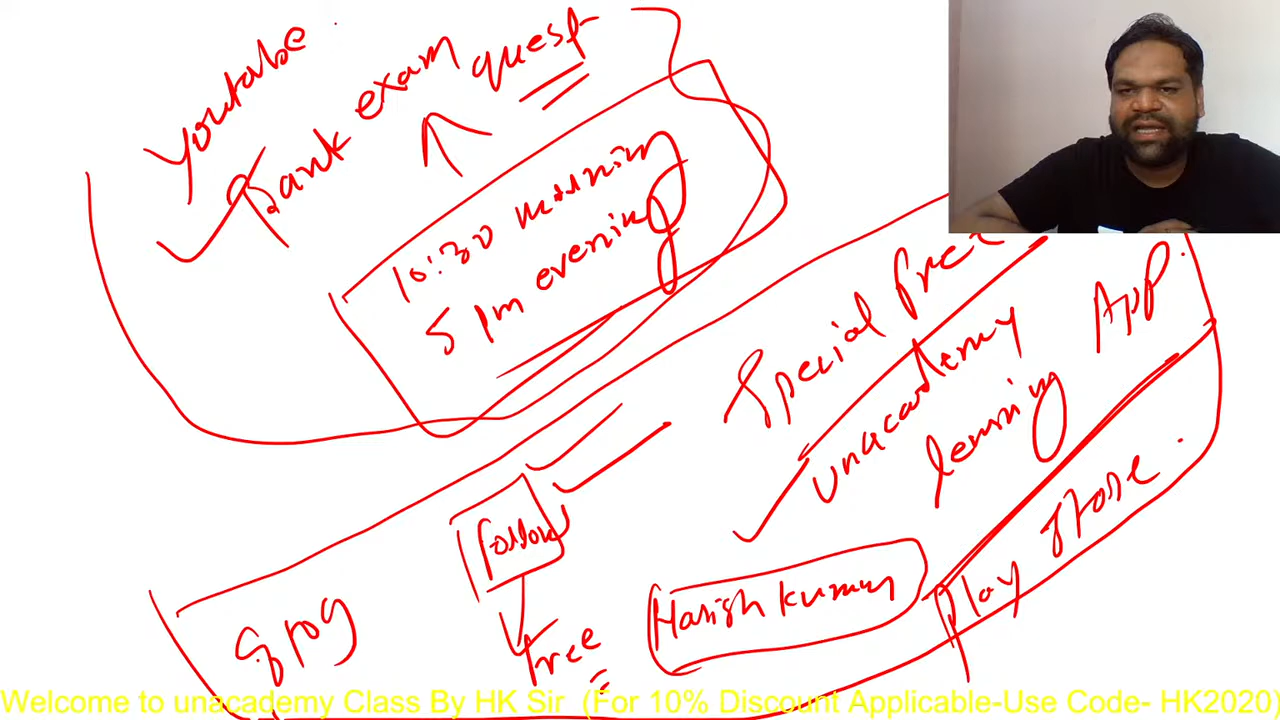 Youtube
Bank exam quest
10:30 morning
5 pm evening
Special free
unacademy
learning App
play store
follow
free
Harish kumar
Welcome to unacademy Class By HK Sir (For 10% Discount Applicable-Use Code- HK2020)